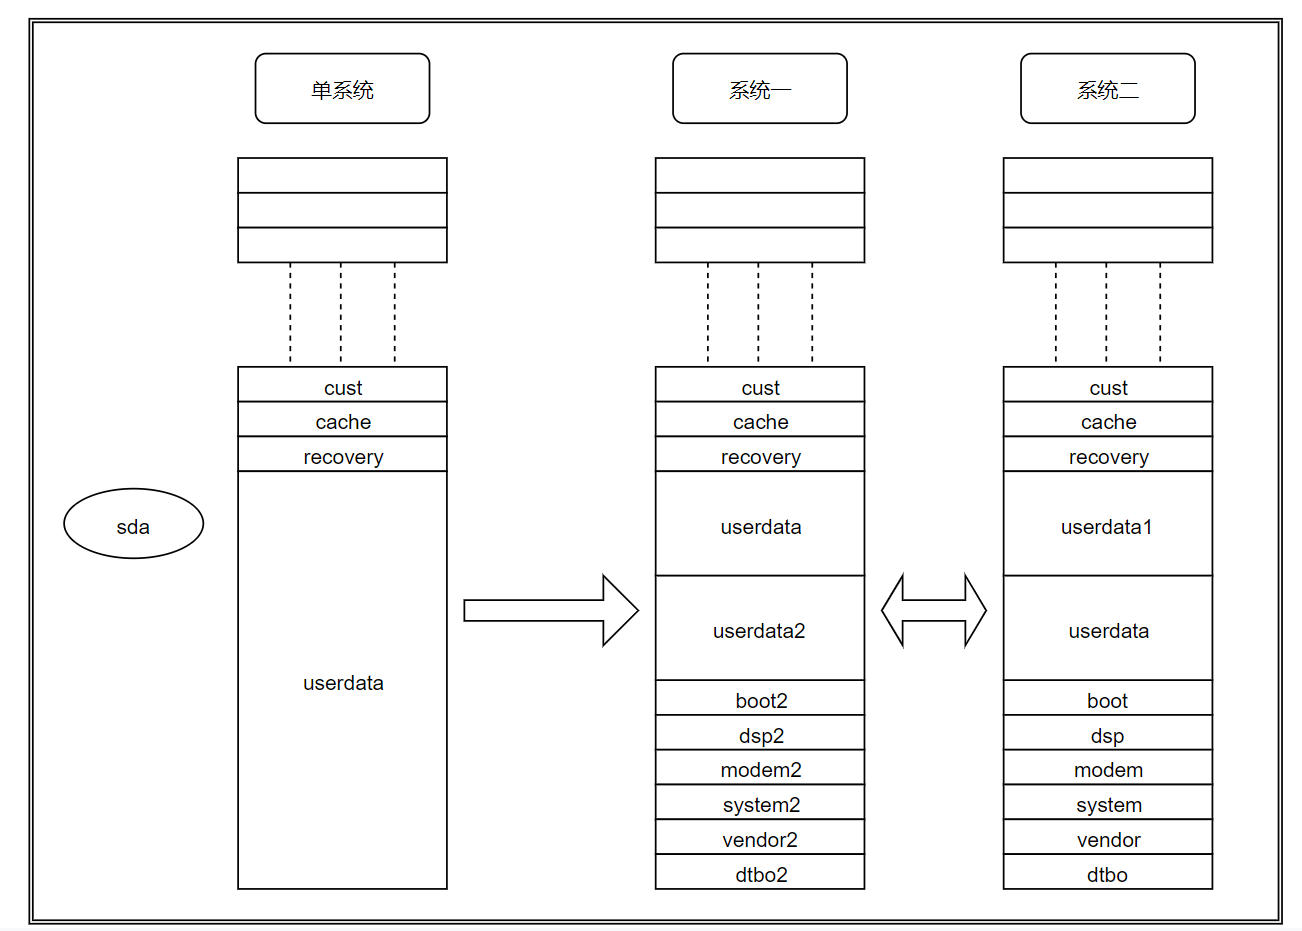 单系统
系统一
系统二
cust
cache
recovery
userdata
sda
cust
cache
recovery
userdata
userdata2
boot2
dsp2
modem2
system2
vendor2
dtbo2
cust
cache
recovery
userdata1
userdata
boot
dsp
modem
system
vendor
dtbo